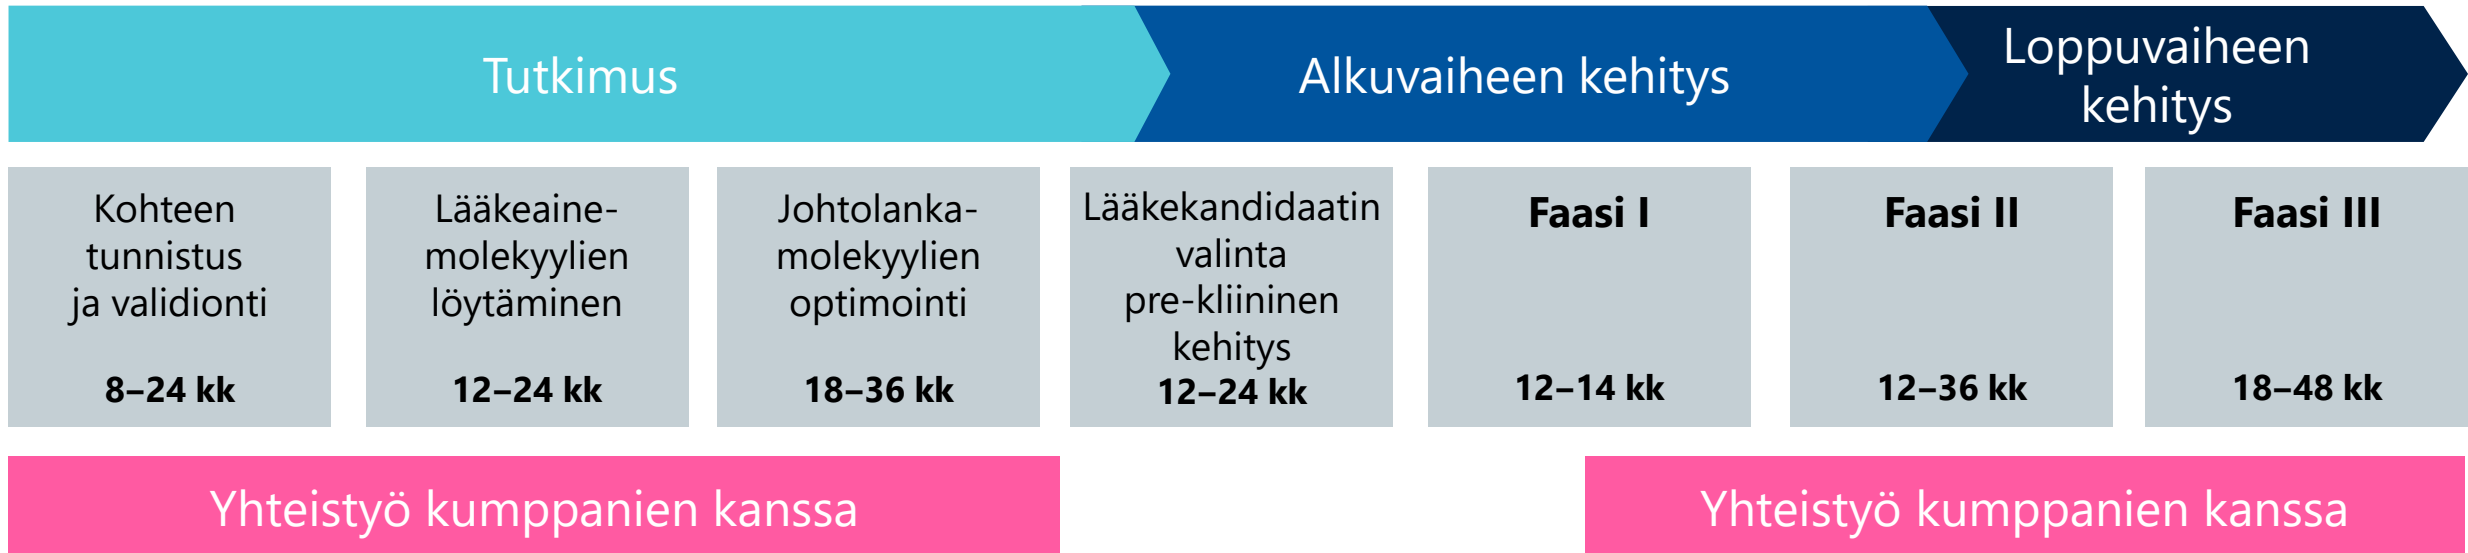 Tutkimus
Alkuvaiheen kehitys
Loppuvaiheen
kehitys
Kohteen
tunnistus
ja validionti
8–24 kk
Lääkeaine-
molekyylien
löytäminen
12–24 kk
Johtolanka-
molekyylien
optimointi
18–36 kk
Lääkekandidaatin
valinta
pre-kliininen
kehitys
12–24 kk
Faasi I
12–14 kk
Faasi II
12–36 kk
Faasi III
18–48 kk
Yhteistyö kumppanien kanssa
Yhteistyö kumppanien kanssa